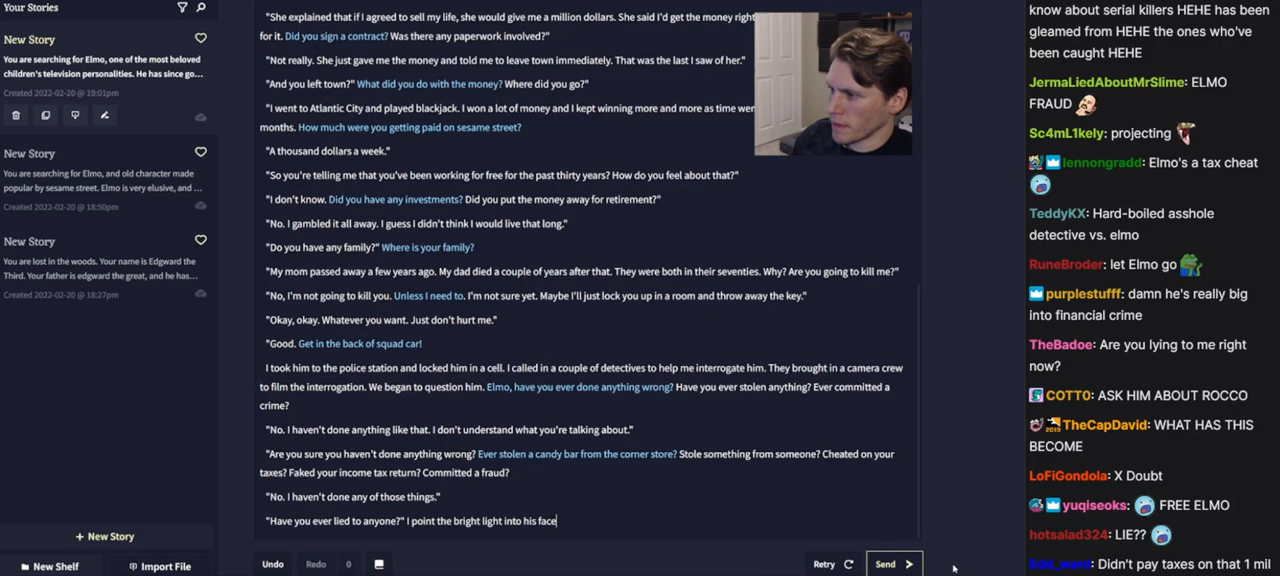 Your Stories
New Story
You are searching for Elmo, one of the most beloved
children's television personalities. He has since go...
Created 2022-02-20 @ 19:01pm
New Story
You are searching for Elmo, and old character made
popular by sesame street. Elmo is very elusive, and ...
Created 2022-02-20 @ 18:50pm
New Story
You are lost in the woods. Your name is Edgward the
Third. Your father is edgward the great, and he has...
Created 2022-02-20 @ 18:27pm
+ New Story
New Shelf
Import File
"She explained that if I agreed to sell my life, she would give me a million dollars. She said I'd get the money right
for it. Did you sign a contract? Was there any paperwork involved?"
"Not really. She just gave me the money and told me to leave town immediately. That was the last I saw of her."
"And you left town?" What did you do with the money? Where did you go?"
"I went to Atlantic City and played blackjack. I won a lot of money and I kept winning more and more as time wer
months. How much were you getting paid on sesame street?
"A thousand dollars a week."
"So you're telling me that you've been working for free for the past thirty years? How do you feel about that?"
"I don't know. Did you have any investments? Did you put the money away for retirement?"
"No. I gambled it all away. I guess I didn't think I would live that long."
"Do you have any family?" Where is your family?
"My mom passed away a few years ago. My dad died a couple of years after that. They were both in their seventies. Why? Are you going to kill me?"
"No, I'm not going to kill you. Unless I need to. I'm not sure yet. Maybe I'll just lock you up in a room and throw away the key."
"Okay, okay. Whatever you want. Just don't hurt me."
"Good. Get in the back of squad car!
I took him to the police station and locked him in a cell. I called in a couple of detectives to help me interrogate him. They brought in a camera crew
to film the interrogation. We began to question him. Elmo, have you ever done anything wrong? Have you ever stolen anything? Ever committed a
crime?
"No. I haven't done anything like that. I don't understand what you're talking about."
"Are you sure you haven't done anything wrong? Ever stolen a candy bar from the corner store? Stole something from someone? Cheated on your
taxes? Faked your income tax return? Committed a fraud?
"No. I haven't done any of those things."
"Have you ever lied to anyone?" I point the bright light into his face
Undo
Redo
0
Retry
Send
know about serial killers HEHE has been
gleamed from HEHE the ones who've
been caught HEHE
JermaLiedAboutMrSlime: ELMO
FRAUD
Sc4mL1kely: projecting
lennongradd: Elmo's a tax cheat
TeddyKX: Hard-boiled asshole
detective vs. elmo
RuneBroder: let Elmo go
purplestufff: damn he's really big
into financial crime
TheBadoe: Are you lying to me right
now?
COTT0: ASK HIM ABOUT ROCCO
TheCapDavid: WHAT HAS THIS
BECOME
LoFiGondola: X Doubt
yuqiseoks: FREE ELMO
hotsalad324: LIE??
Didn't pay taxes on that 1 mil